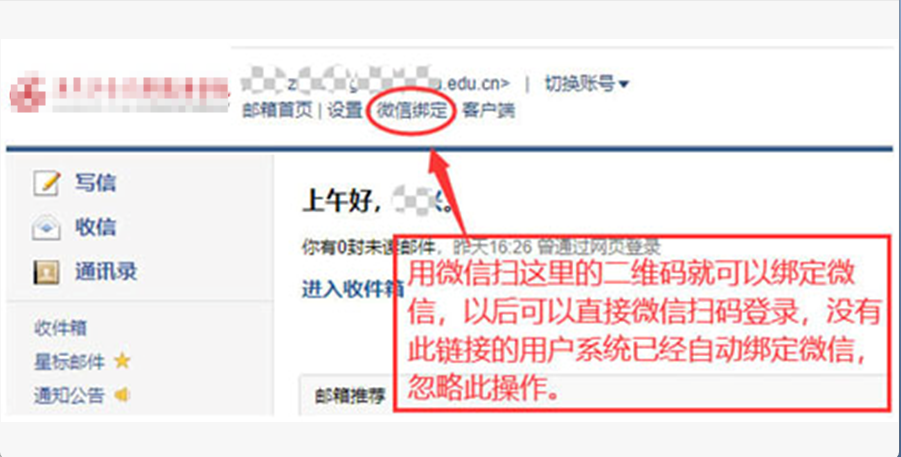 .edu.cn> | 切换账号
邮箱首页 | 设置 微信绑定 客户端
写信
收信
通讯录
收件箱
星标邮件
通知公告
上午好，
你有0封未读邮件，昨天16:26 曾通过网页登录
进入收件箱
用微信扫这里的二维码就可以绑定微
信，以后可以直接微信扫码登录，没有
此链接的用户系统已经自动绑定微信，
忽略此操作。
邮箱推荐